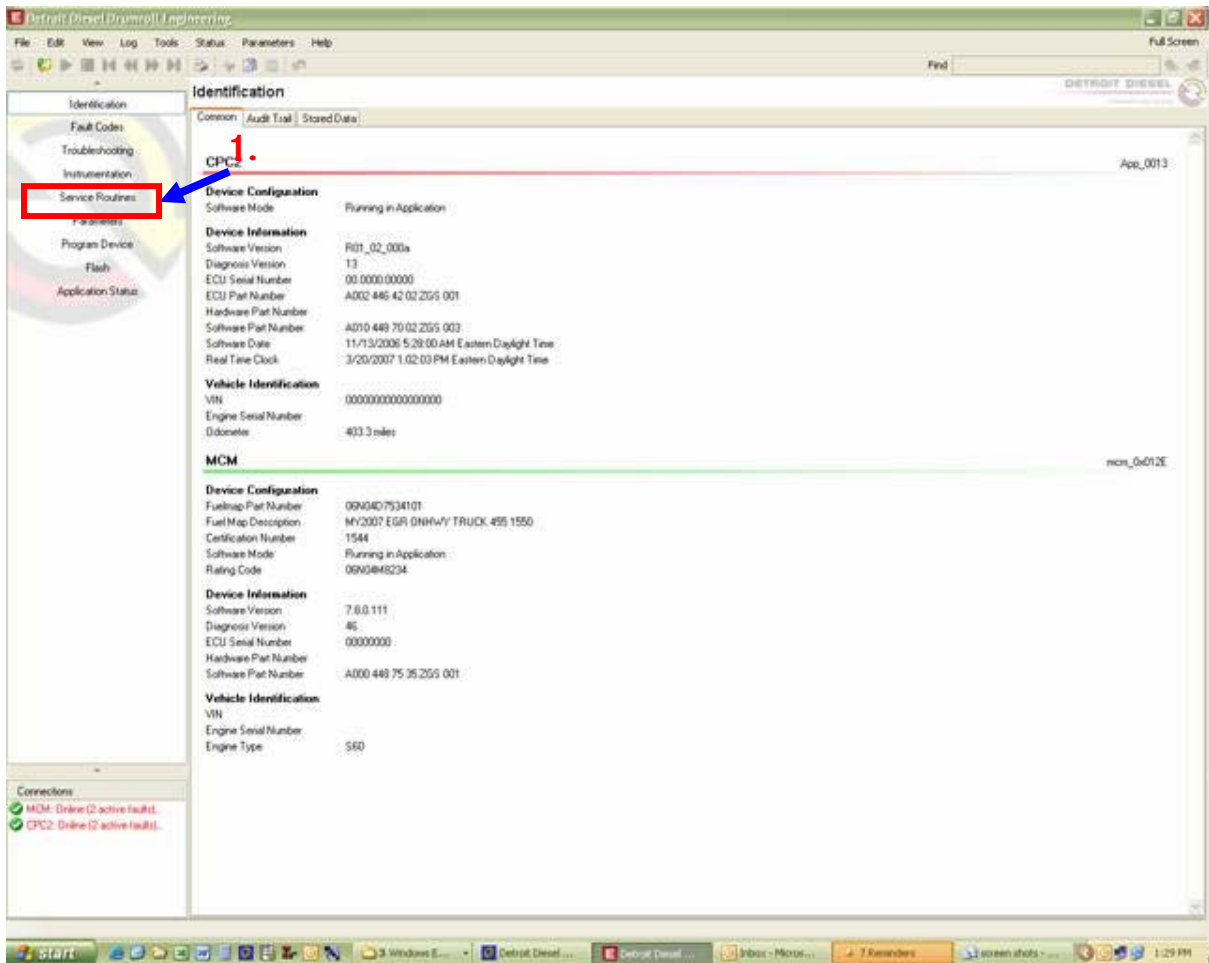 Detroit Diesel Drumroll Engineering
File Edit View Log Tools Status Parameters Help Full Screen
Find
DETROIT DIESEL
Identification
Fault Codes
Troubleshooting
Instrumentation
Service Routines
Parameters
Program Device
Flash
Application Status
Identification
Common Audit Trail Stored Data
1.
CPC2 App_0013
Device Configuration
Software Mode Running in Application
Device Information
Software Version R01_02_000a
Diagnosis Version 13
ECU Serial Number 00.0000.00000
ECU Part Number A002 446 42 02 ZGS 001
Hardware Part Number
Software Part Number A010 448 70 02 ZGS 003
Software Date 11/13/2006 5:28:00 AM Eastern Daylight Time
Real Time Clock 3/20/2007 1:02:03 PM Eastern Daylight Time
Vehicle Identification
VIN 00000000000000000
Engine Serial Number
Odometer 403.3 miles
MCM mcm_0x012E
Device Configuration
Fuelmap Part Number 06N04D7534101
Fuel Map Description MY2007 EGR ONHWY TRUCK 455 1550
Certification Number 1544
Software Mode Running in Application
Rating Code 06N04M8234
Device Information
Software Version 7.6.0.111
Diagnosis Version 46
ECU Serial Number 00000000
Hardware Part Number
Software Part Number A000 448 75 35 ZGS 001
Vehicle Identification
VIN
Engine Serial Number
Engine Type S60
Connections
MCM: Online (2 active faults)..
CPC2: Online (2 active faults)..
start 3 Windows E... Detroit Diesel ... Detroit Diesel ... Inbox - Micros... 7 Reminders screen shots - ... 1:29 PM